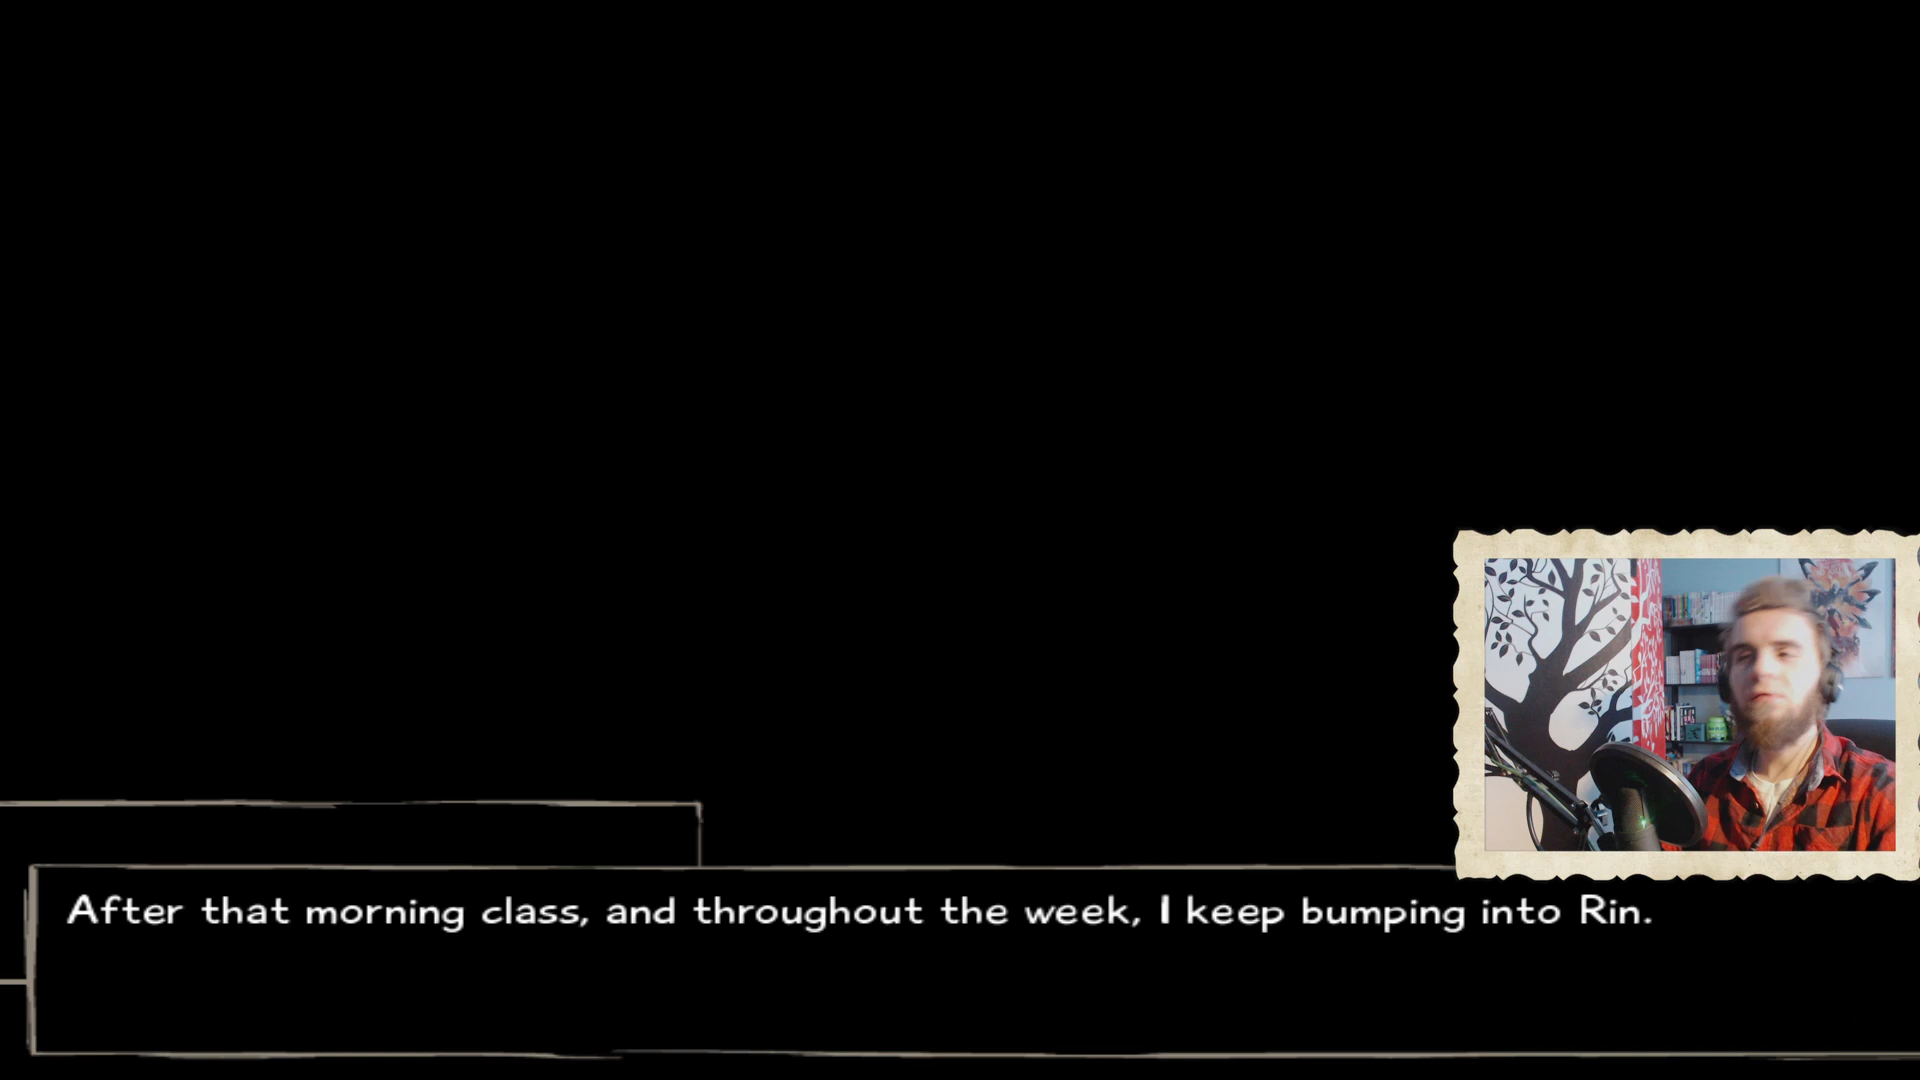 After that morning class, and throughout the week, I keep bumping into Rin.